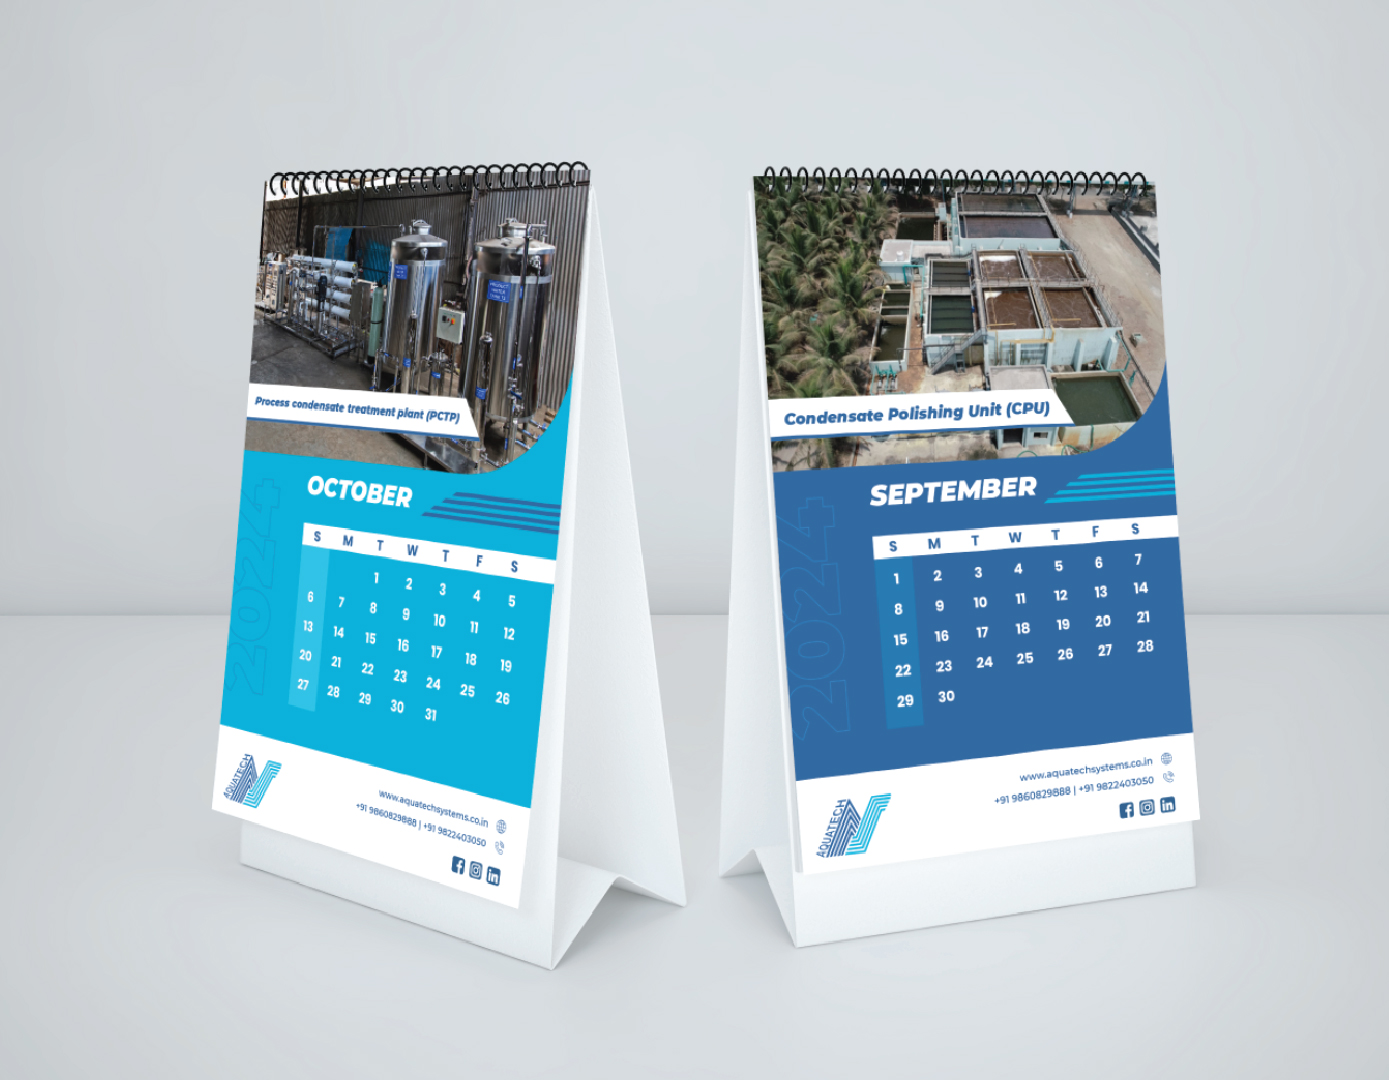 Process condensate treatment plant (PCTP)
OCTOBER
2024
S M T W T F S
1 2 3 4 5
6 7 8 9 10 11 12
13 14 15 16 17 18 19
20 21 22 23 24 25 26
27 28 29 30 31
AQUATECH
www.aquatechsystems.co.in
+91 9860829888 | +91 9822403050
Condensate Polishing Unit (CPU)
SEPTEMBER
2024
S M T W T F S
1 2 3 4 5 6 7
8 9 10 11 12 13 14
15 16 17 18 19 20 21
22 23 24 25 26 27 28
29 30
AQUATECH
www.aquatechsystems.co.in
+91 9860829888 | +91 9822403050